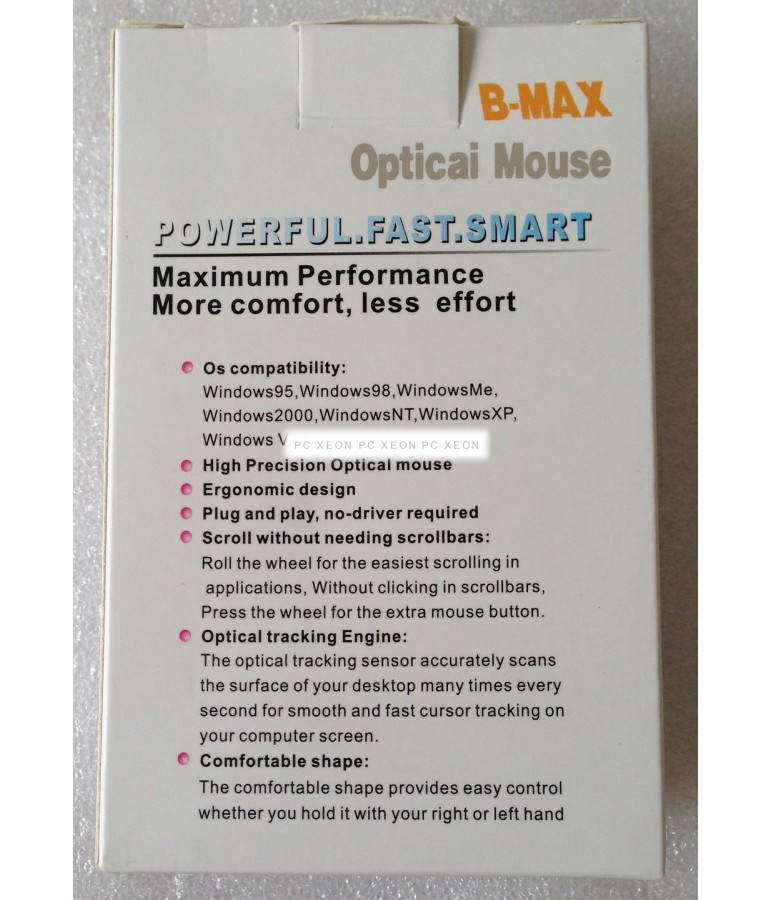 B-MAX
Opticai Mouse
POWERFUL.FAST.SMART
Maximum Performance
More comfort, less effort
Os compatibility:
Windows95,Windows98,WindowsMe,
Windows2000,WindowsNT,WindowsXP,
Windows
PC XEON PC XEON PC XEON
High Precision Optical mouse
Ergonomic design
Plug and play, no-driver required
Scroll without needing scrollbars:
Roll the wheel for the easiest scrolling in
applications, Without clicking in scrollbars,
Press the wheel for the extra mouse button.
Optical tracking Engine:
The optical tracking sensor accurately scans
the surface of your desktop many times every
second for smooth and fast cursor tracking on
your computer screen.
Comfortable shape:
The comfortable shape provides easy control
whether you hold it with your right or left hand